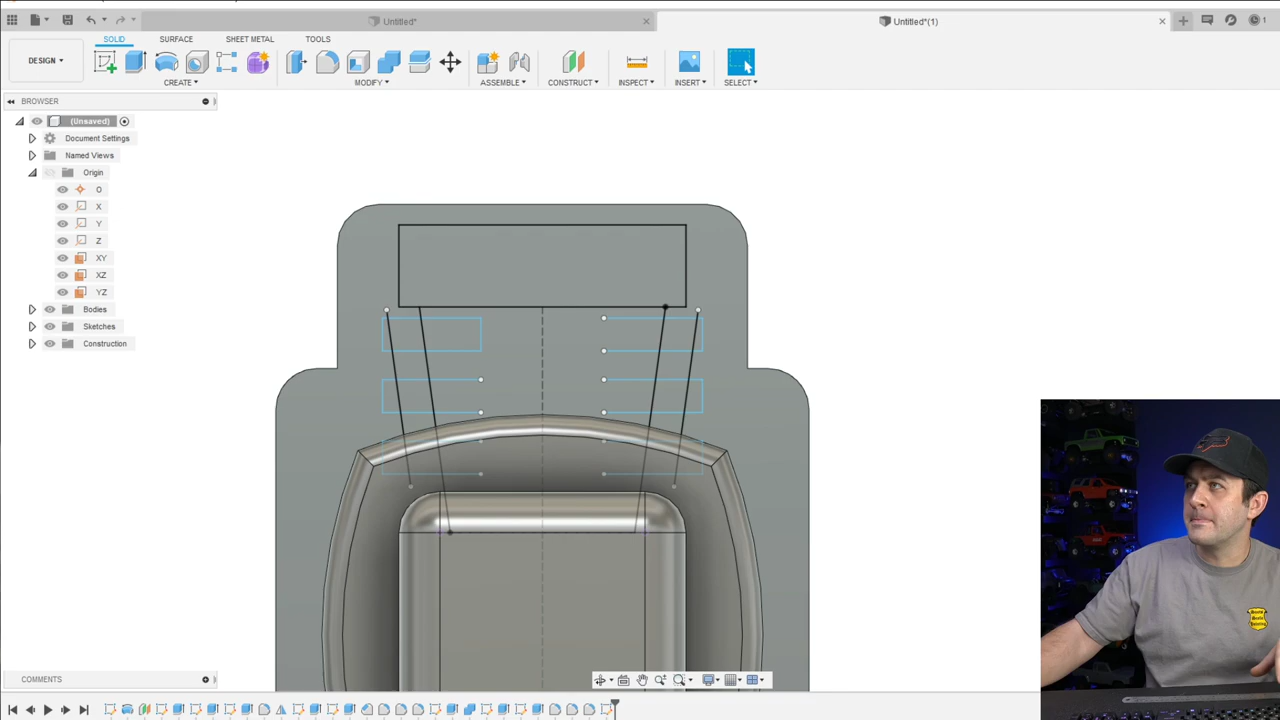 Untitled*
Untitled*(1)
1
SOLID
SURFACE
SHEET METAL
TOOLS
DESIGN
CREATE
MODIFY
ASSEMBLE
CONSTRUCT
INSPECT
INSERT
SELECT
BROWSER
(Unsaved)
Document Settings
Named Views
Origin
O
X
Y
Z
XY
XZ
YZ
Bodies
Sketches
Construction
COMMENTS